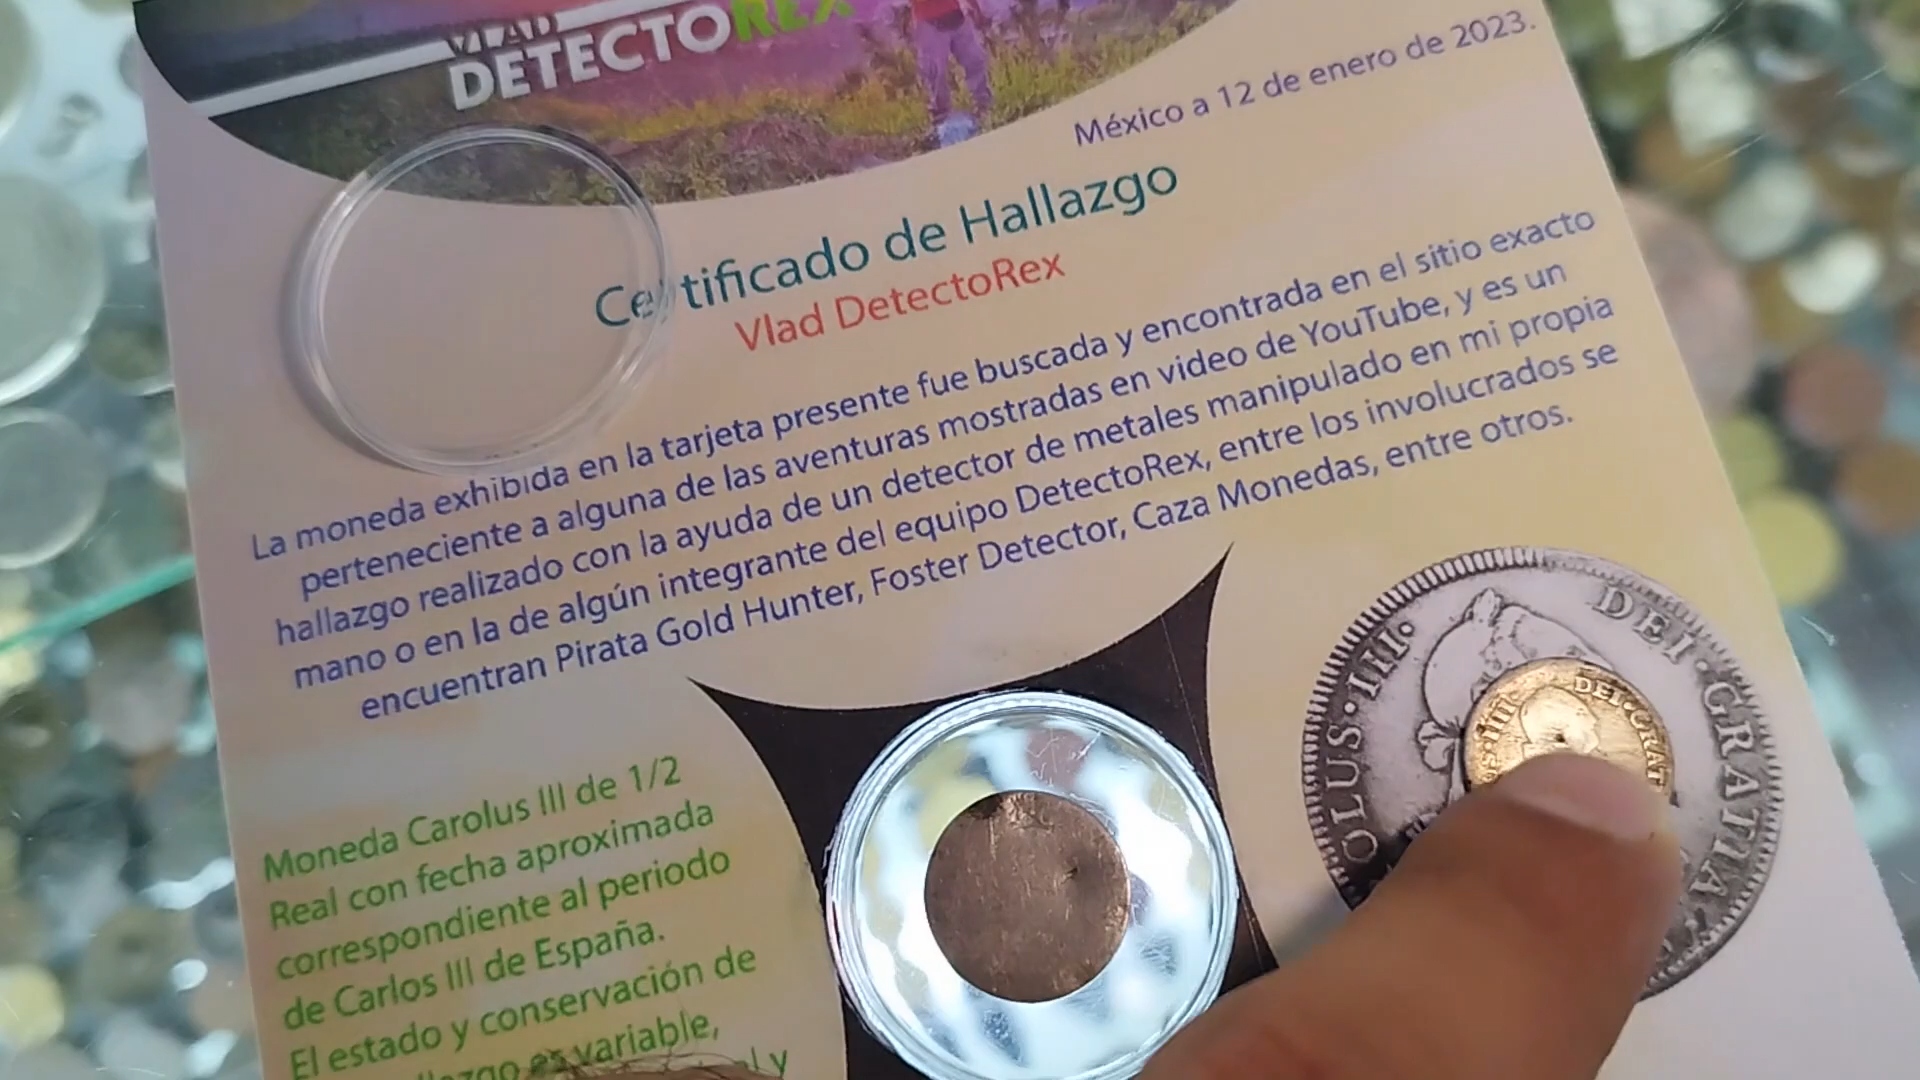 VLAD
DETECTOREX
México a 12 de enero de 2023.
Certificado de Hallazgo
Vlad DetectoRex
La moneda exhibida en la tarjeta presente fue buscada y encontrada en el sitio exacto
perteneciente a alguna de las aventuras mostradas en video de YouTube, y es un
hallazgo realizado con la ayuda de un detector de metales manipulado en mi propia
mano o en la de algún integrante del equipo DetectoRex, entre los involucrados se
encuentran Pirata Gold Hunter, Foster Detector, Caza Monedas, entre otros.
Moneda Carolus III de 1/2
Real con fecha aproximada
correspondiente al periodo
de Carlos III de España.
El estado y conservación de
es variable,
y
OLUS·III· DEI·GRATIA
DEI·GRAT